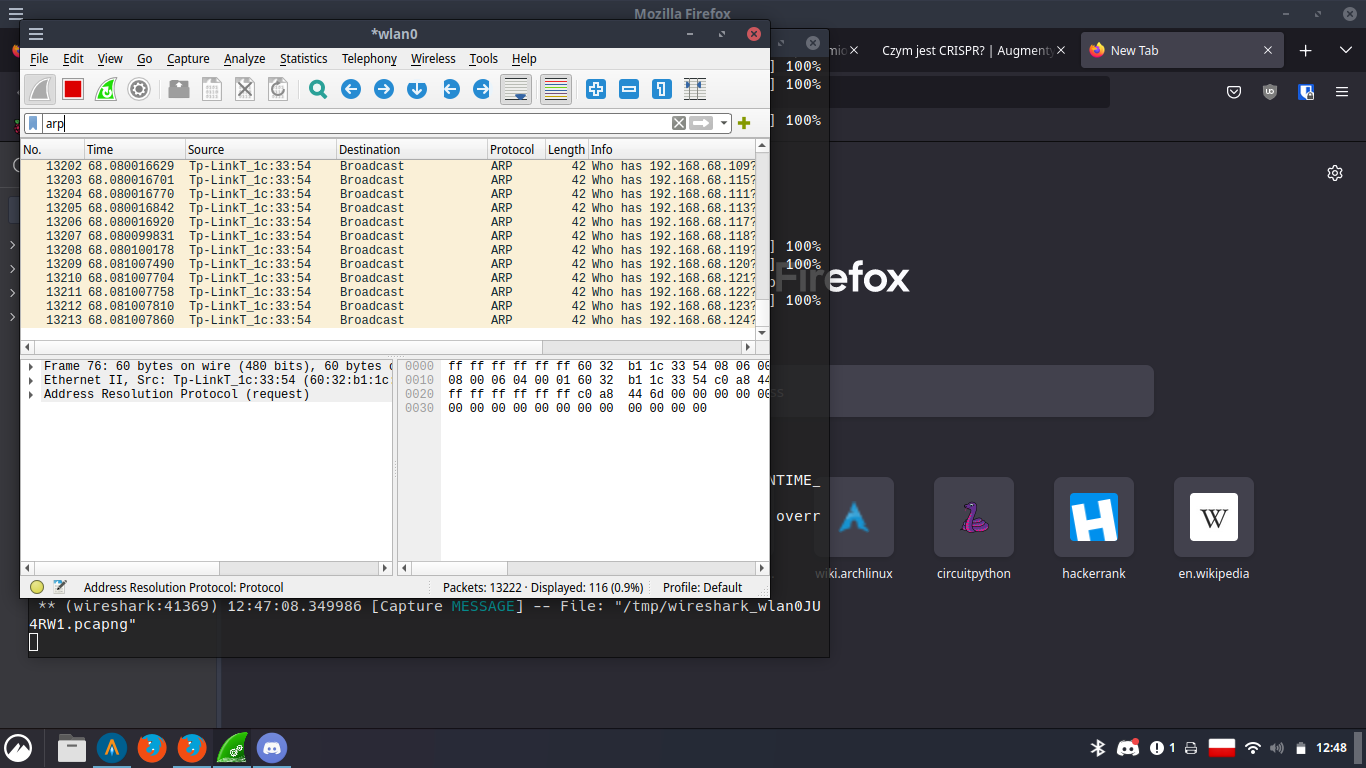 Mozilla Firefox
*wlan0
File Edit View Go Capture Analyze Statistics Telephony Wireless Tools Help
arp
Czym jest CRISPR? | Augmenty
New Tab
] 100%
] 100%
] 100%
No. Time Source Destination Protocol Length Info
13202 68.080016629 Tp-LinkT_1c:33:54 Broadcast ARP 42 Who has 192.168.68.109?
13203 68.080016701 Tp-LinkT_1c:33:54 Broadcast ARP 42 Who has 192.168.68.115?
13204 68.080016770 Tp-LinkT_1c:33:54 Broadcast ARP 42 Who has 192.168.68.111?
13205 68.080016842 Tp-LinkT_1c:33:54 Broadcast ARP 42 Who has 192.168.68.113?
13206 68.080016920 Tp-LinkT_1c:33:54 Broadcast ARP 42 Who has 192.168.68.117?
13207 68.080099831 Tp-LinkT_1c:33:54 Broadcast ARP 42 Who has 192.168.68.118?
13208 68.080100178 Tp-LinkT_1c:33:54 Broadcast ARP 42 Who has 192.168.68.119?
13209 68.081007490 Tp-LinkT_1c:33:54 Broadcast ARP 42 Who has 192.168.68.120?
13210 68.081007704 Tp-LinkT_1c:33:54 Broadcast ARP 42 Who has 192.168.68.121?
13211 68.081007758 Tp-LinkT_1c:33:54 Broadcast ARP 42 Who has 192.168.68.122?
13212 68.081007810 Tp-LinkT_1c:33:54 Broadcast ARP 42 Who has 192.168.68.123?
13213 68.081007860 Tp-LinkT_1c:33:54 Broadcast ARP 42 Who has 192.168.68.124?
] 100%
] 100%
] 100%
Firefox
Frame 76: 60 bytes on wire (480 bits), 60 bytes c
Ethernet II, Src: Tp-LinkT_1c:33:54 (60:32:b1:1c
Address Resolution Protocol (request)
0000 ff ff ff ff ff ff 60 32 b1 1c 33 54 08 06 00
0010 08 00 06 04 00 01 60 32 b1 1c 33 54 c0 a8 44
0020 ff ff ff ff ff ff c0 a8 44 6d 00 00 00 00 00
0030 00 00 00 00 00 00 00 00 00 00 00 00
NTIME_
overr
wiki.archlinux
circuitpython
hackerrank
W
en.wikipedia
Address Resolution Protocol: Protocol
Packets: 13222 · Displayed: 116 (0.9%)
Profile: Default
** (wireshark:41369) 12:47:08.349986 [Capture MESSAGE] -- File: "/tmp/wireshark_wlan0JU
4RW1.pcapng"
1
12:48